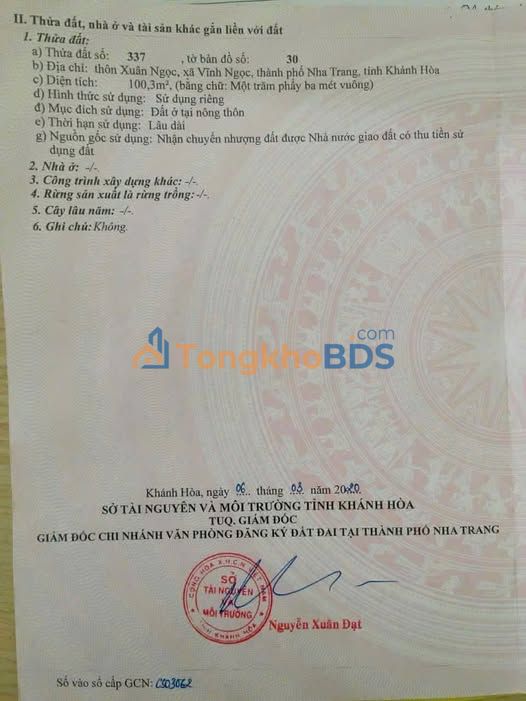 II. Thửa đất, nhà ở và tài sản khác gắn liền với đất
1. Thửa đất:
a) Thửa đất số: 337 , tờ bản đồ số: 30
b) Địa chỉ: thôn Xuân Ngọc, xã Vĩnh Ngọc, thành phố Nha Trang, tỉnh Khánh Hòa
c) Diện tích: 100,3m², (bằng chữ: Một trăm phẩy ba mét vuông)
d) Hình thức sử dụng: Sử dụng riêng
đ) Mục đích sử dụng: Đất ở tại nông thôn
e) Thời hạn sử dụng: Lâu dài
g) Nguồn gốc sử dụng: Nhận chuyển nhượng đất được Nhà nước giao đất có thu tiền sử
dụng đất
2. Nhà ở: -/-.
3. Công trình xây dựng khác: -/-.
4. Rừng sản xuất là rừng trồng: -/-.
5. Cây lâu năm: -/-.
6. Ghi chú: Không.
TongkhoBDS.com
Khánh Hòa, ngày 06 tháng 03 năm 2020
SỞ TÀI NGUYÊN VÀ MÔI TRƯỜNG TỈNH KHÁNH HÒA
TUQ. GIÁM ĐỐC
GIÁM ĐỐC CHI NHÁNH VĂN PHÒNG ĐĂNG KÝ ĐẤT ĐAI TẠI THÀNH PHỐ NHA TRANG
CỘNG HÒA X.H.C.N VIỆT NAM
SỞ
TÀI NGUYÊN
VÀ
MÔI TRƯỜNG
TỈNH KHÁNH HÒA
Nguyễn Xuân Đạt
Số vào sổ cấp GCN: CS03062